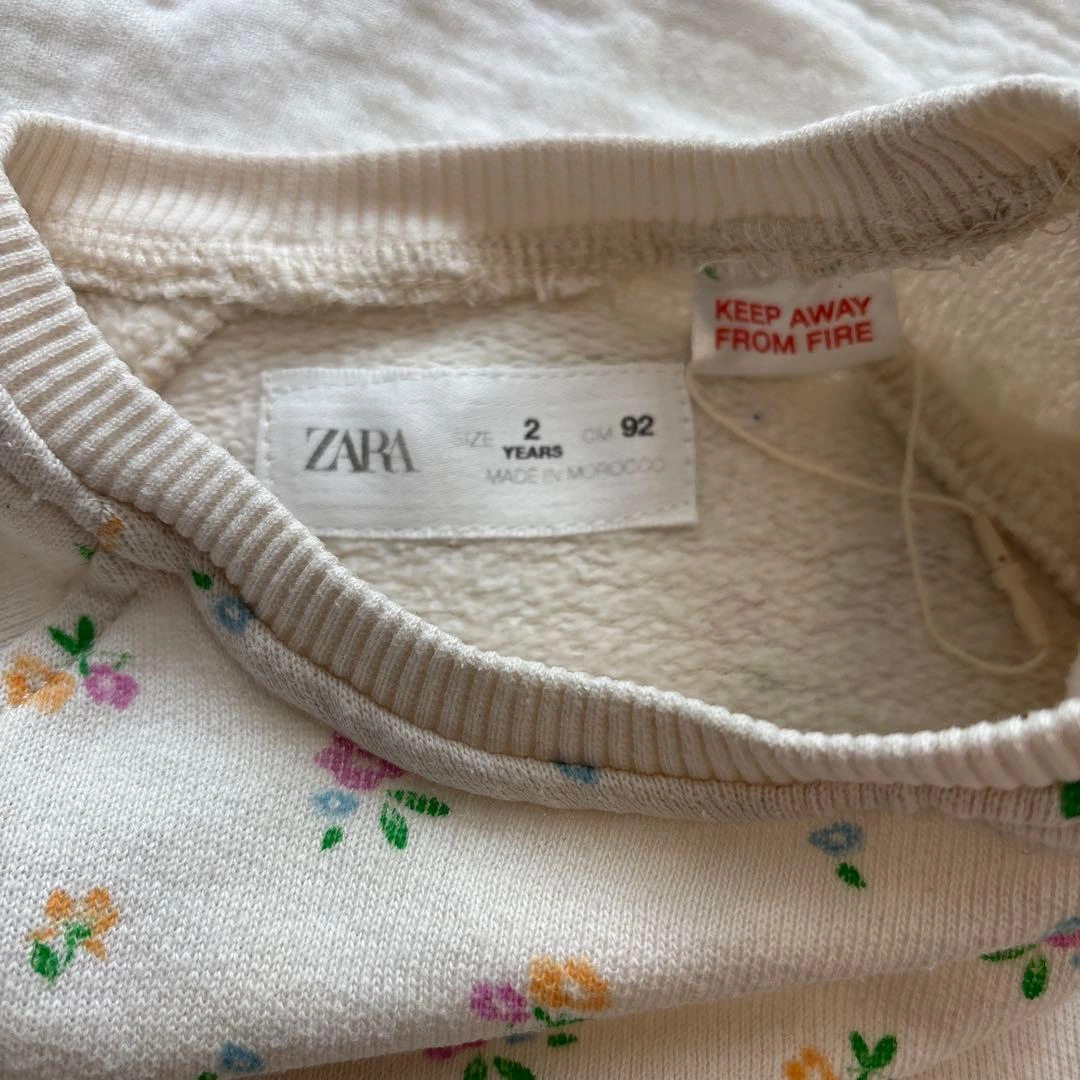 KEEP AWAY
FROM FIRE
ZARA SIZE 2 YEARS CM 92
MADE IN MOROCCO